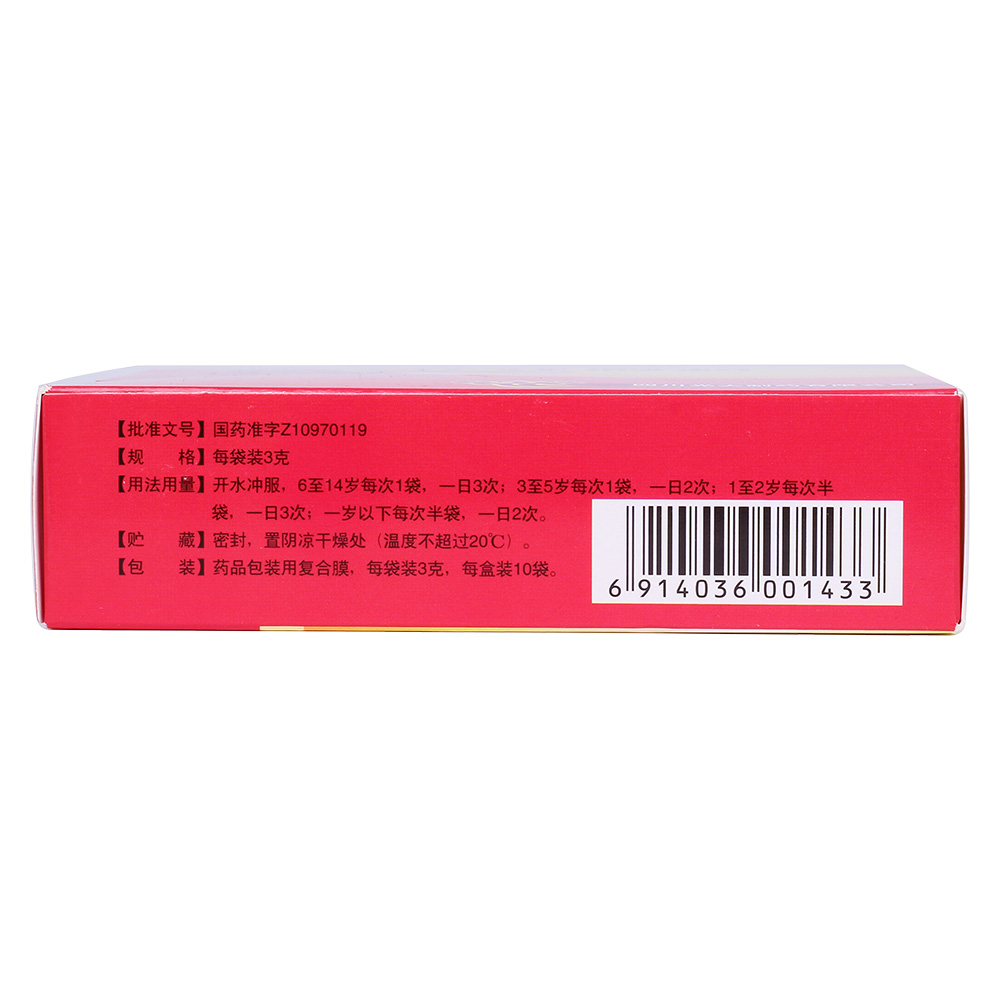 【批准文号】国药准字Z10970119
【规　　格】每袋装3克
【用法用量】开水冲服，6至14岁每次1袋，一日3次；3至5岁每次1袋，一日2次；1至2岁每次半
袋，一日3次；一岁以下每次半袋，一日2次。
【贮　　藏】密封，置阴凉干燥处（温度不超过20℃）。
【包　　装】药品包装用复合膜，每袋装3克，每盒装10袋。
6 914036 001433